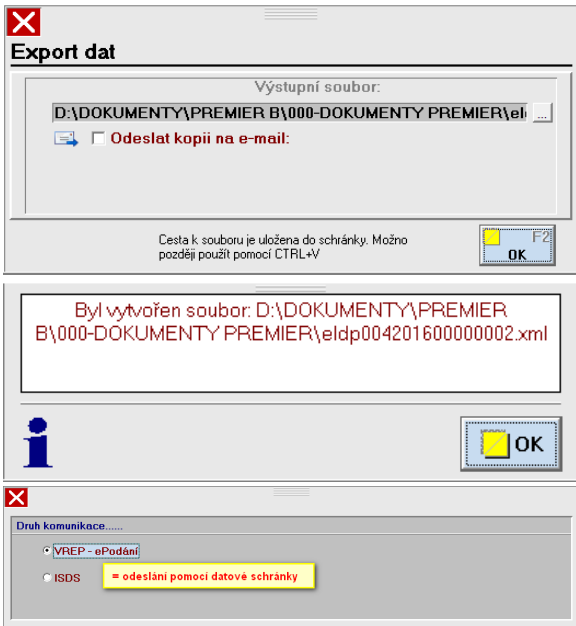 Export dat
Výstupní soubor:
D:\DOKUMENTY\PREMIER B\000-DOKUMENTY PREMIER\el
...
Odeslat kopii na e-mail:
Cesta k souboru je uložena do schránky. Možno
později použít pomocí CTRL+V
F2
OK
Byl vytvořen soubor: D:\DOKUMENTY\PREMIER
B\000-DOKUMENTY PREMIER\eldp004201600000002.xml
OK
Druh komunikace......
VREP - ePodání
ISDS
= odeslání pomocí datové schránky